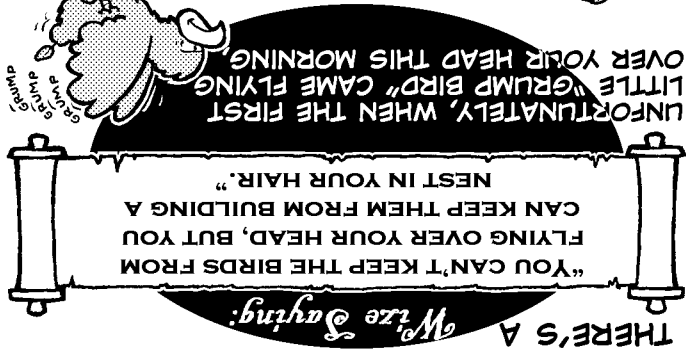 THERE'S A
Wize Saying:
"YOU CAN'T KEEP THE BIRDS FROM
FLYING OVER YOUR HEAD, BUT YOU
CAN KEEP THEM FROM BUILDING A
NEST IN YOUR HAIR."
UNFORTUNATELY, WHEN THE FIRST
LITTLE "GRUMP BIRD" CAME FLYING
OVER YOUR HEAD THIS MORNING,
GRUMP
GRUMP
GRUMP